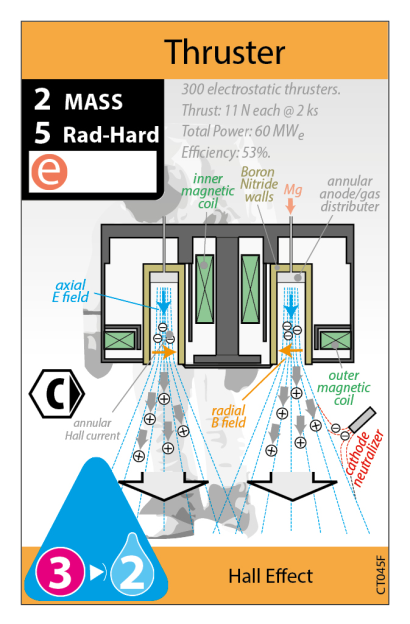 Thruster
2 MASS
5 Rad-Hard
e
300 electrostatic thrusters.
Thrust: 11 N each @ 2 ks
Total Power: 60 MWe
Efficiency: 53%.
inner
magnetic
coil
Boron
Nitride
walls
Mg
annular
anode/gas
distributer
axial
E field
C
annular
Hall current
radial
B field
outer
magnetic
coil
cathode
neutralizer
3 2
Hall Effect
CT045F